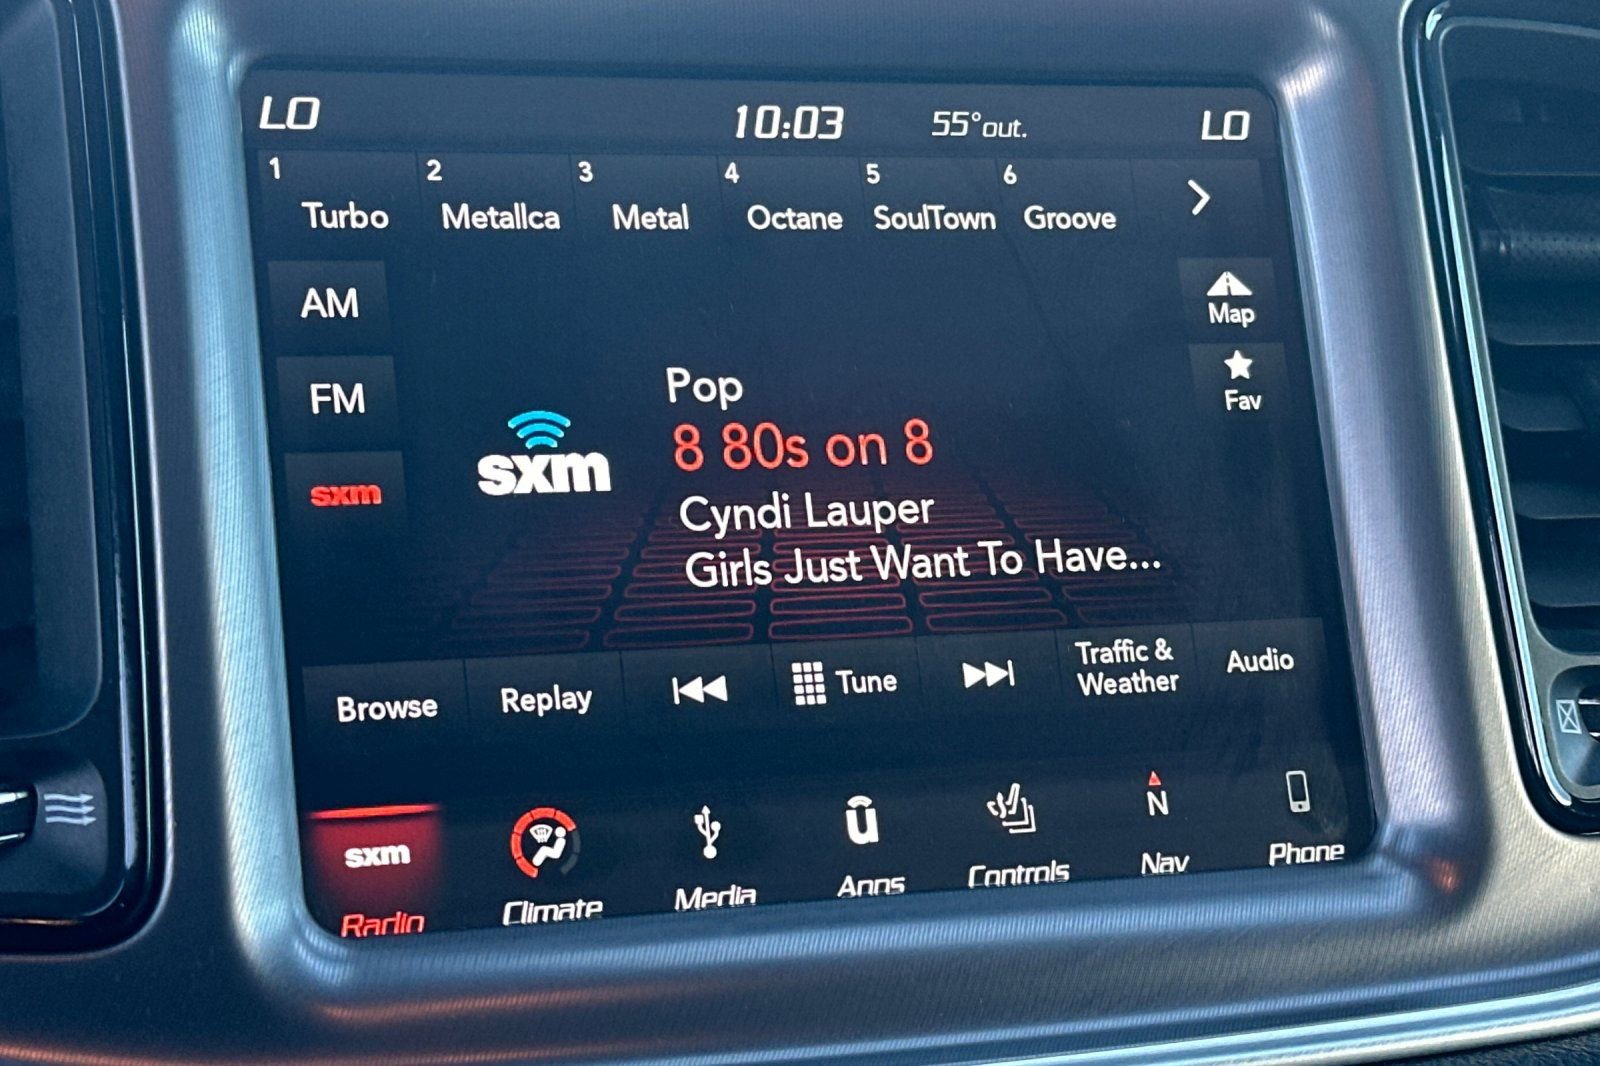 LO 10:03 55°out. LO
1 2 3 4 5 6
Turbo Metallca Metal Octane SoulTown Groove
AM
Map
FM
Fav
sxm
sxm
Pop
8 80s on 8
Cyndi Lauper
Girls Just Want To Have...
Browse Replay Tune Traffic & Weather Audio
sxm
N
Radio Climate Media Apps Controls Nav Phone